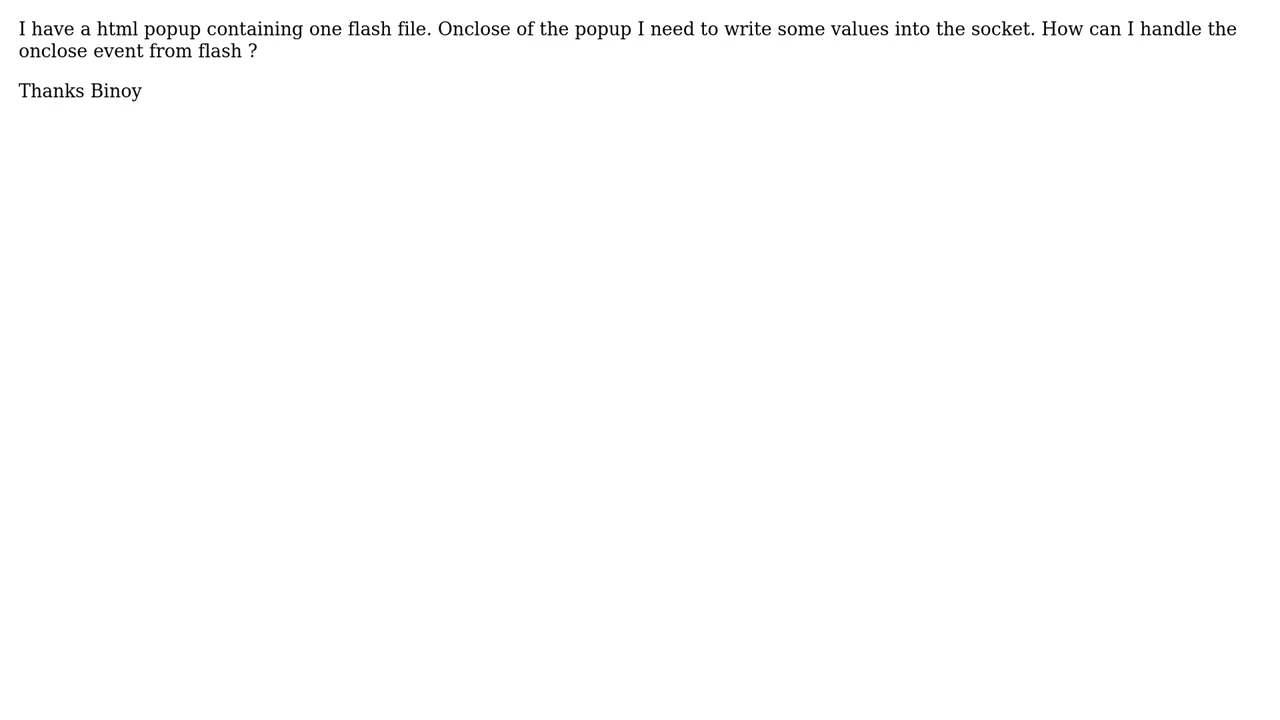 I have a html popup containing one flash file. Onclose of the popup I need to write some values into the socket. How can I handle the
onclose event from flash ?
Thanks Binoy